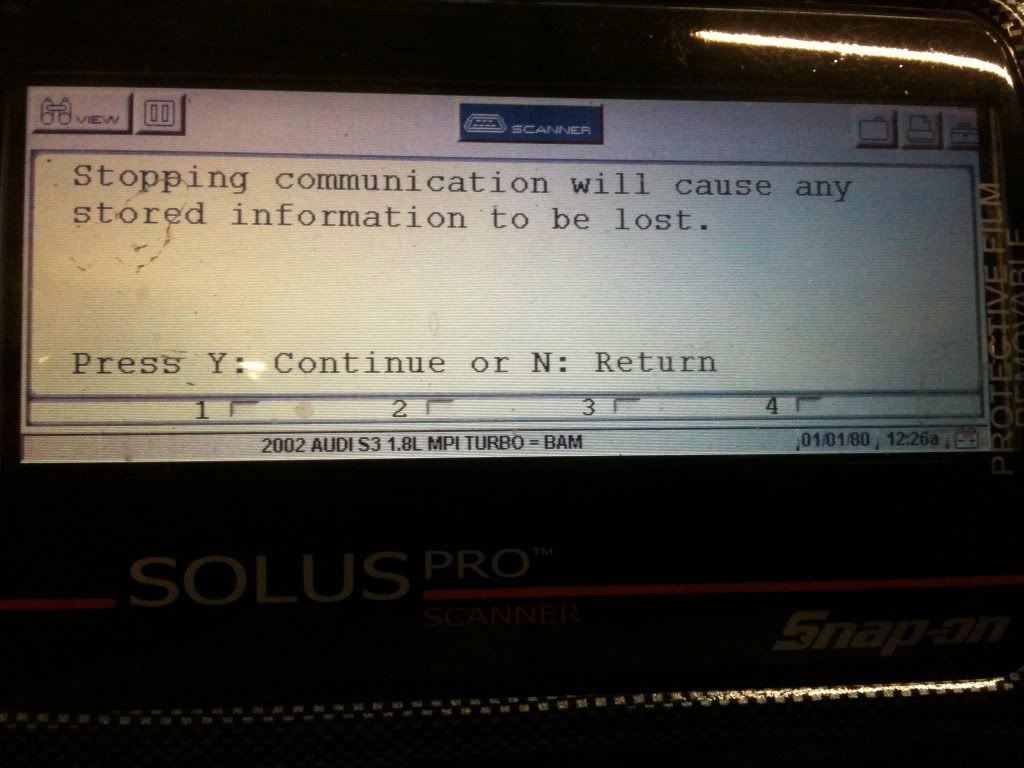 VIEW
SCANNER
Stopping communication will cause any
stored information to be lost.
Press Y: Continue or N: Return
1 2 3 4
2002 AUDI S3 1.8L MPI TURBO = BAM 01/01/80 12:26a
PROTECTIVE FILM
REMOVABLE
SOLUS PRO™
SCANNER
Snap-on